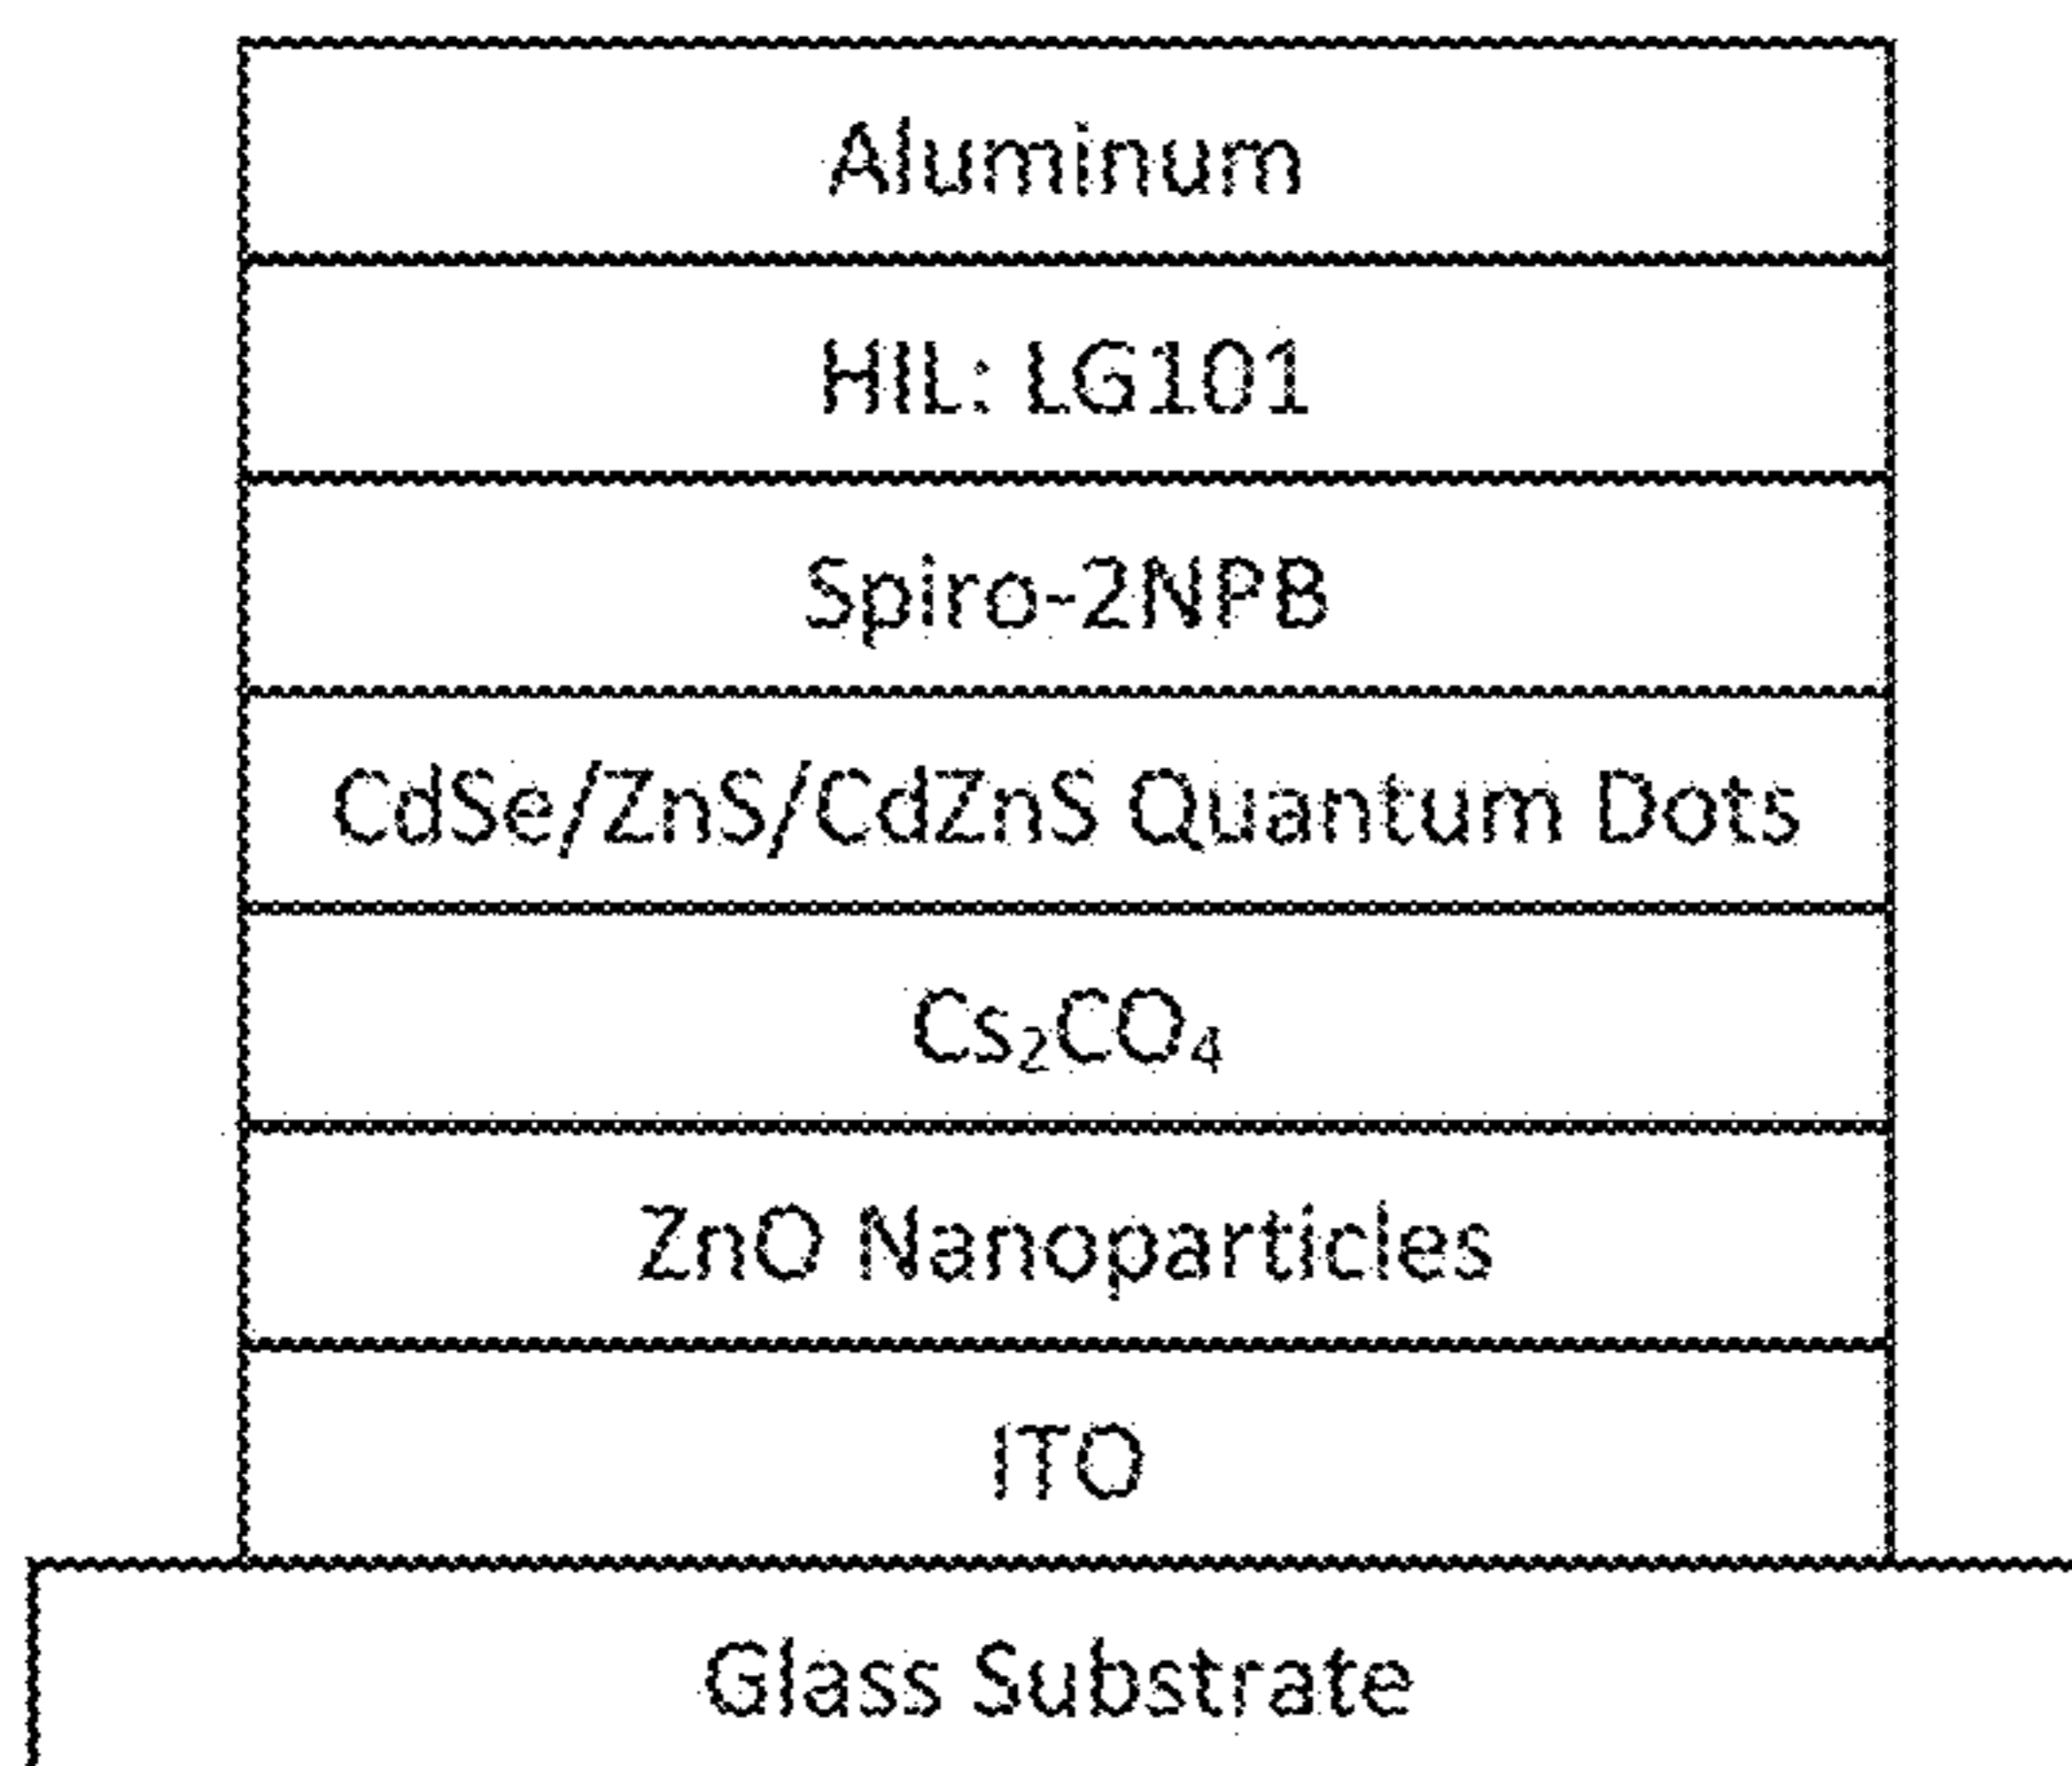 Aluminum
HIL: LG101
Spiro-2NPB
CdSe/ZnS/CdZnS Quantum Dots
Cs₂CO₄
ZnO Nanoparticles
ITO
Glass Substrate